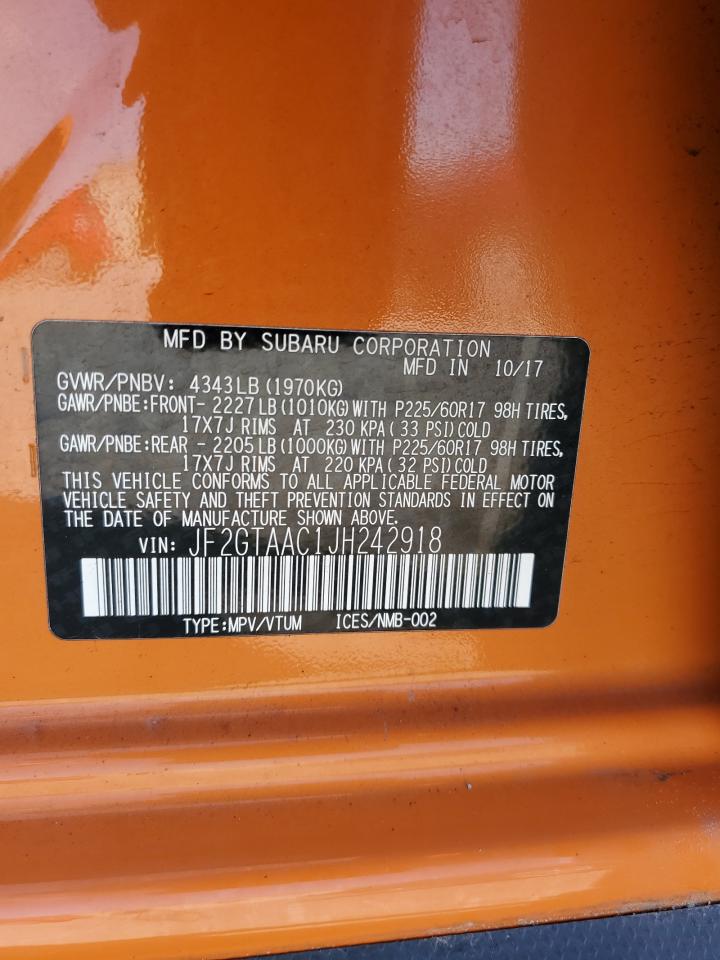 MFD BY SUBARU CORPORATION
MFD IN 10/17
GVWR/PNBV: 4343LB (1970KG)
GAWR/PNBE:FRONT- 2227LB (1010KG) WITH P225/60R17 98H TIRES,
17X7J RIMS AT 230 KPA (33 PSI) COLD
GAWR/PNBE:REAR - 2205LB (1000KG) WITH P225/60R17 98H TIRES,
17X7J RIMS AT 220 KPA (32 PSI) COLD
THIS VEHICLE CONFORMS TO ALL APPLICABLE FEDERAL MOTOR
VEHICLE SAFETY AND THEFT PREVENTION STANDARDS IN EFFECT ON
THE DATE OF MANUFACTURE SHOWN ABOVE.
VIN: JF2GTAAC1JH242918
TYPE:MPV/VTUM ICES/NMB-002